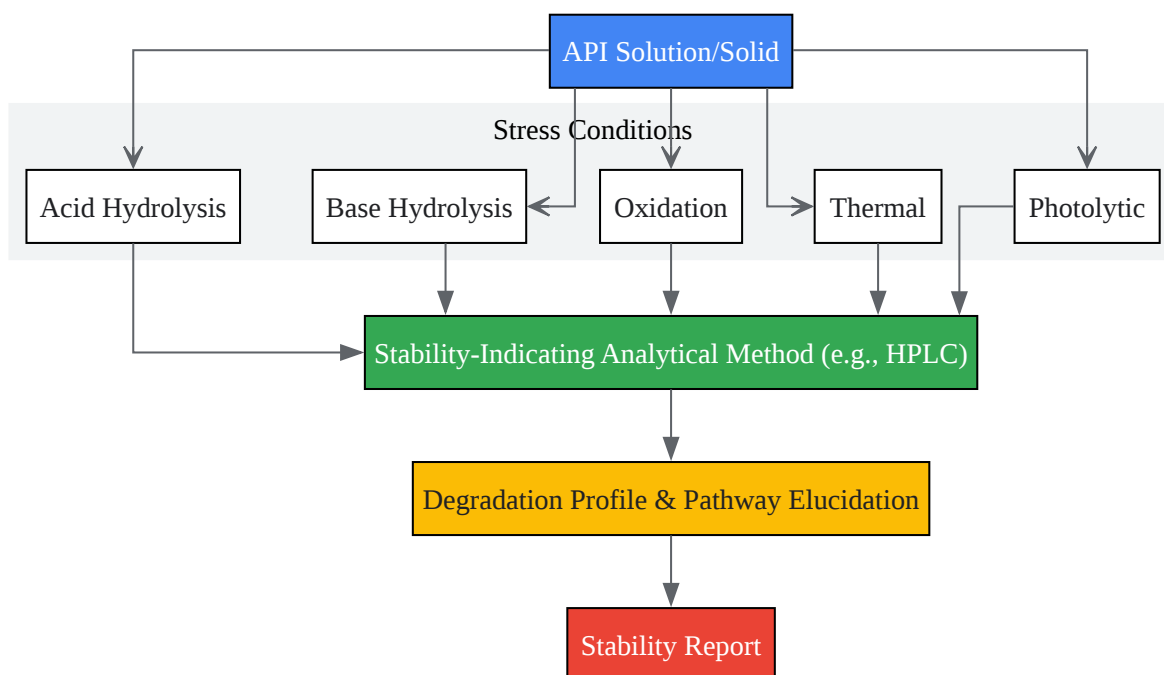 API Solution/Solid
Stress Conditions
Acid Hydrolysis
Base Hydrolysis
Oxidation
Thermal
Photolytic
Stability-Indicating Analytical Method (e.g., HPLC)
Degradation Profile & Pathway Elucidation
Stability Report